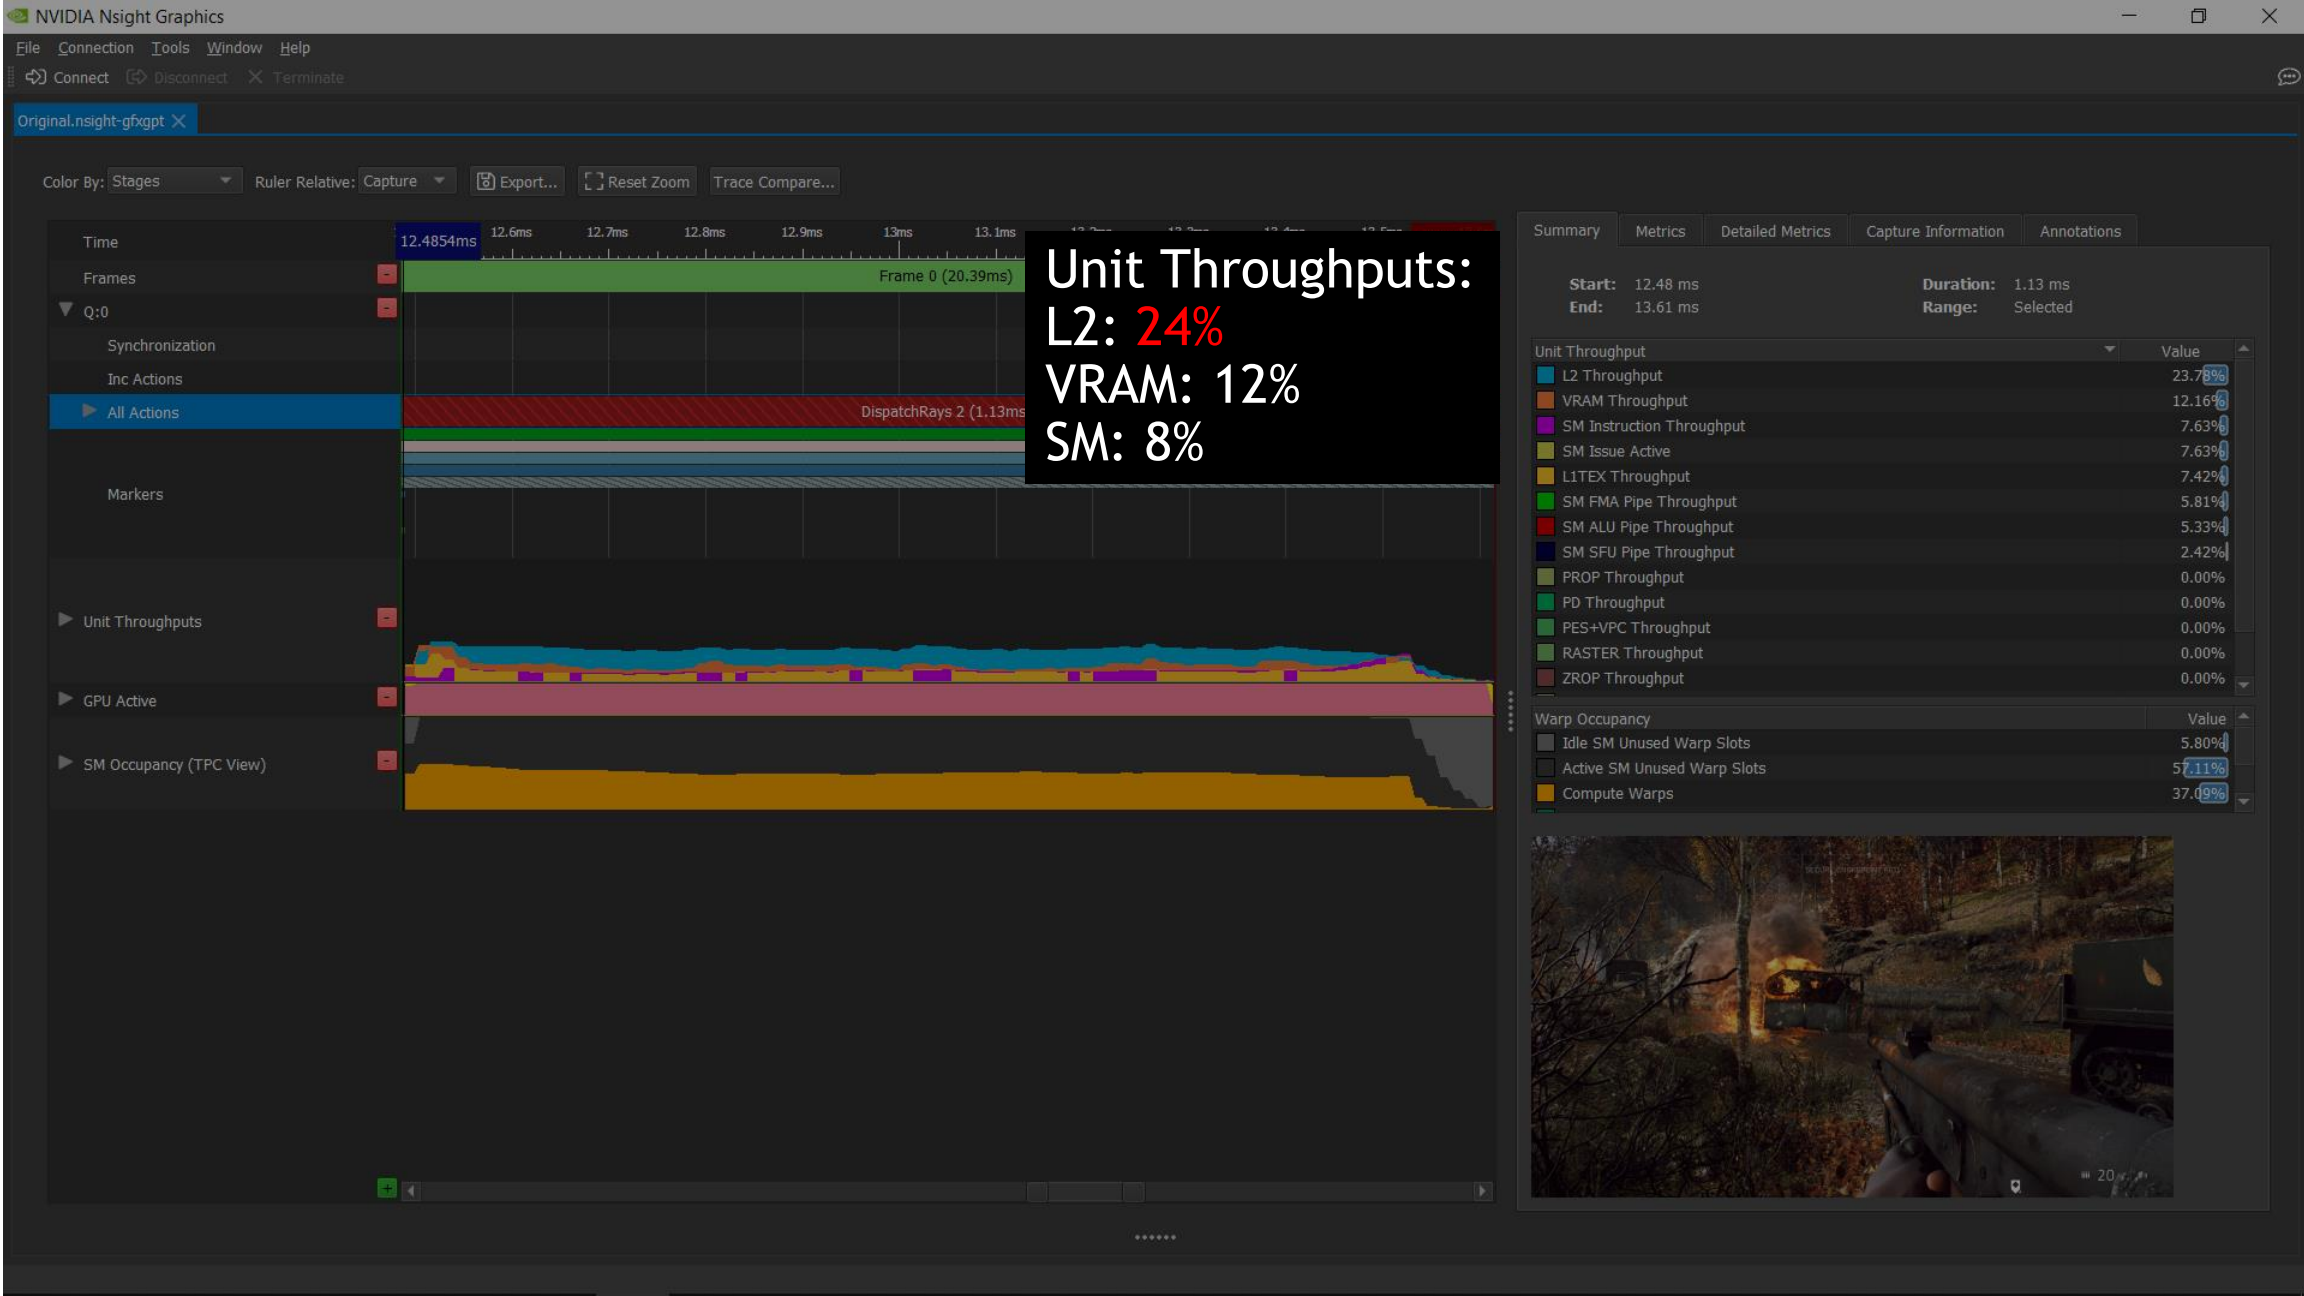 NVIDIA Nsight Graphics
File Connection Tools Window Help
Connect Disconnect Terminate
Original.nsight-gfxgpt
Color By: Stages Ruler Relative: Capture Export... Reset Zoom Trace Compare...
Time 12.4854ms 12.6ms 12.7ms 12.8ms 12.9ms 13ms 13.1ms
Frames Frame 0 (20.39ms)
Q:0
Synchronization
Inc Actions
All Actions DispatchRays 2 (1.13ms
Markers
Unit Throughputs
GPU Active
SM Occupancy (TPC View)
Unit Throughputs:
L2: 24%
VRAM: 12%
SM: 8%
Summary Metrics Detailed Metrics Capture Information Annotations
Start: 12.48 ms Duration: 1.13 ms
End: 13.61 ms Range: Selected
Unit Throughput Value
L2 Throughput 23.78%
VRAM Throughput 12.16%
SM Instruction Throughput 7.63%
SM Issue Active 7.63%
L1TEX Throughput 7.42%
SM FMA Pipe Throughput 5.81%
SM ALU Pipe Throughput 5.33%
SM SFU Pipe Throughput 2.42%
PROP Throughput 0.00%
PD Throughput 0.00%
PES+VPC Throughput 0.00%
RASTER Throughput 0.00%
ZROP Throughput 0.00%
Warp Occupancy Value
Idle SM Unused Warp Slots 5.80%
Active SM Unused Warp Slots 57.11%
Compute Warps 37.09%
20